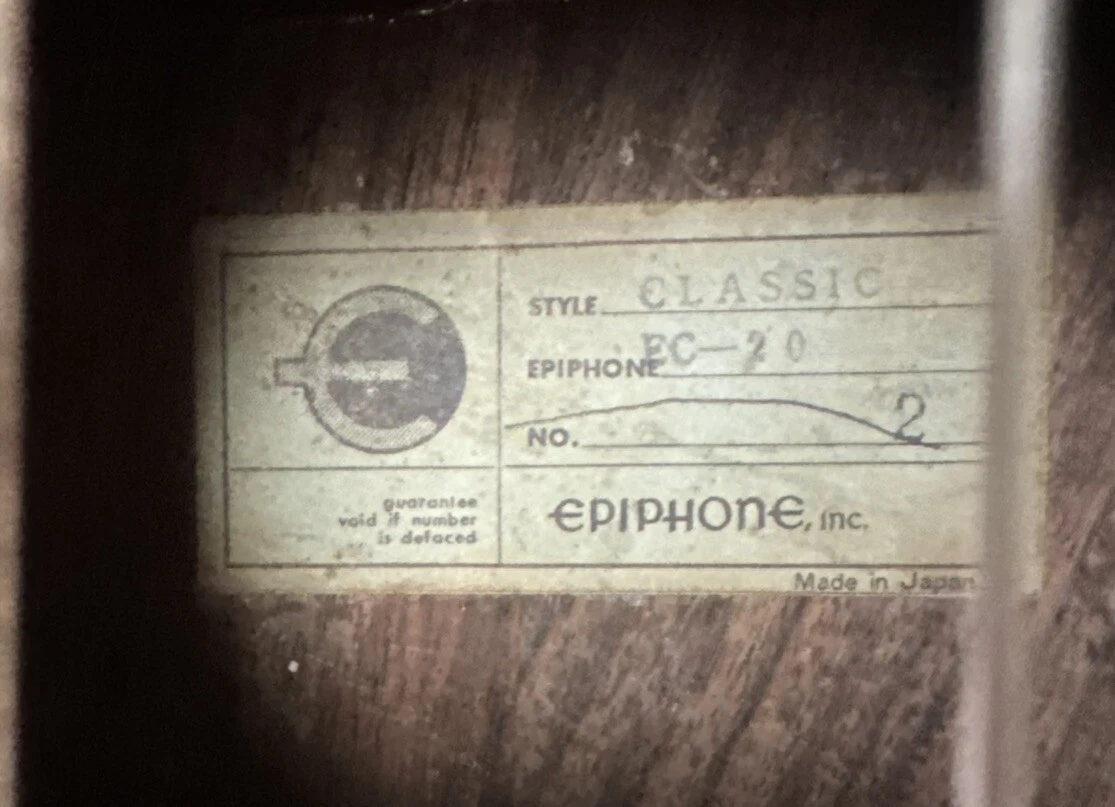 STYLE CLASSIC
EPIPHONE EC-20
NO. 2
guarantee
void if number
is defaced
EPIPHONE, inc.
Made in Japan